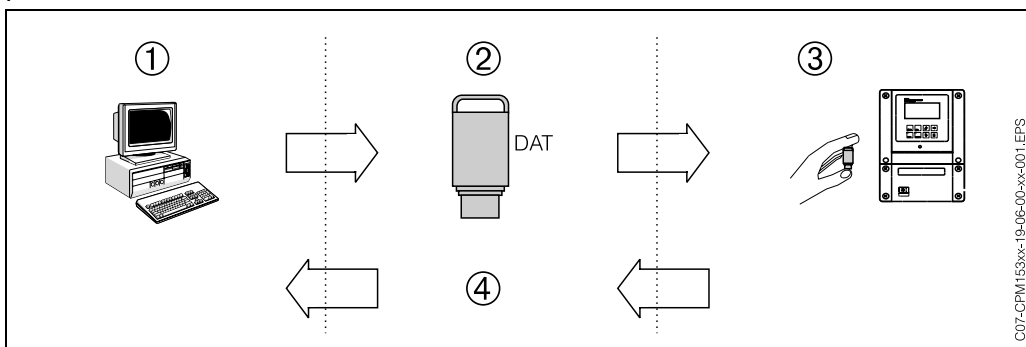 ① ② ③
DAT
④
C07-CPM153xx-19-06-00-xx-001.EPS